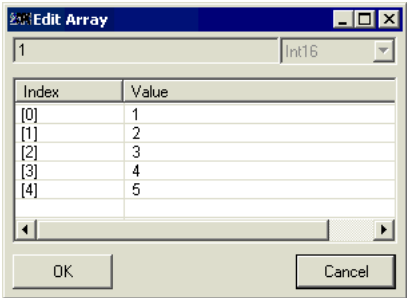 Edit Array
1 Int16
Index Value
[0] 1
[1] 2
[2] 3
[3] 4
[4] 5
OK Cancel